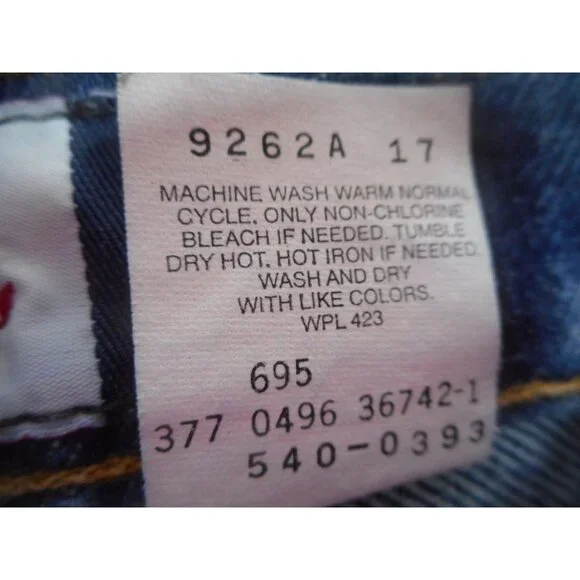 9262A 17
MACHINE WASH WARM NORMAL
CYCLE. ONLY NON-CHLORINE
BLEACH IF NEEDED. TUMBLE
DRY HOT. HOT IRON IF NEEDED.
WASH AND DRY
WITH LIKE COLORS.
WPL 423
695
377 0496 36742-1
540-0393